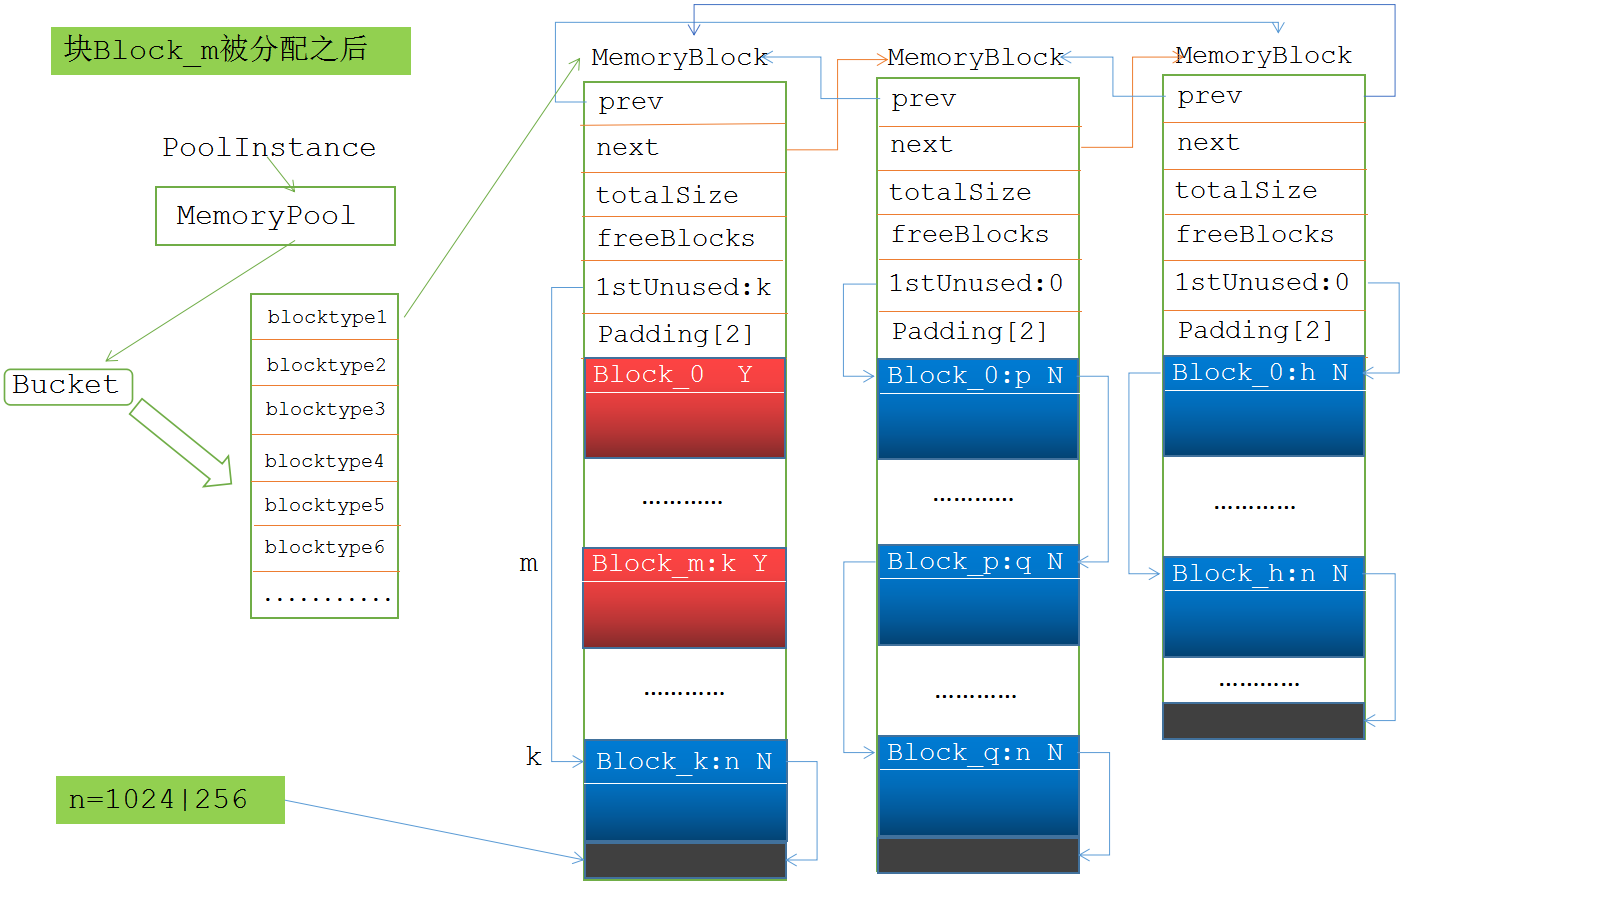 块Block_m被分配之后
PoolInstance
MemoryPool
Bucket
blocktype1
blocktype2
blocktype3
blocktype4
blocktype5
blocktype6
...........
n=1024|256
m
k
MemoryBlock
prev
next
totalSize
freeBlocks
1stUnused:k
Padding[2]
Block_0 Y
…………
Block_m:k Y
…………
Block_k:n N
MemoryBlock
prev
next
totalSize
freeBlocks
1stUnused:0
Padding[2]
Block_0:p N
…………
Block_p:q N
…………
Block_q:n N
MemoryBlock
prev
next
totalSize
freeBlocks
1stUnused:0
Padding[2]
Block_0:h N
…………
Block_h:n N
…………